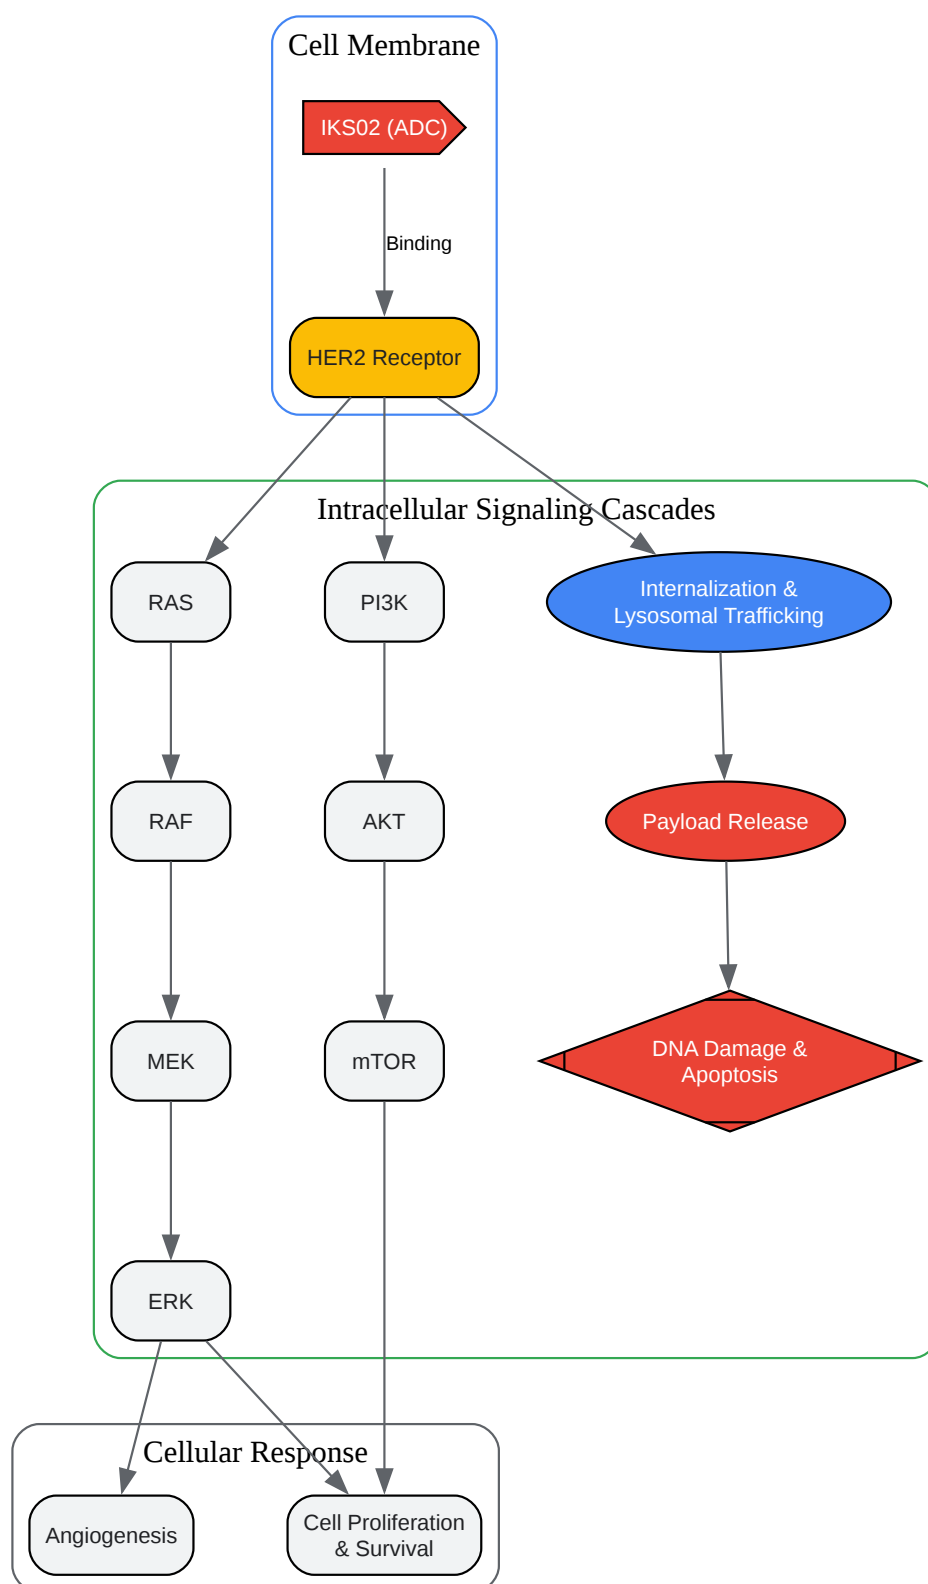 Cell Membrane
IKS02 (ADC)
Binding
HER2 Receptor
Intracellular Signaling Cascades
RAS
PI3K
Internalization &
Lysosomal Trafficking
RAF
AKT
Payload Release
MEK
mTOR
DNA Damage &
Apoptosis
ERK
Cellular Response
Angiogenesis
Cell Proliferation
& Survival